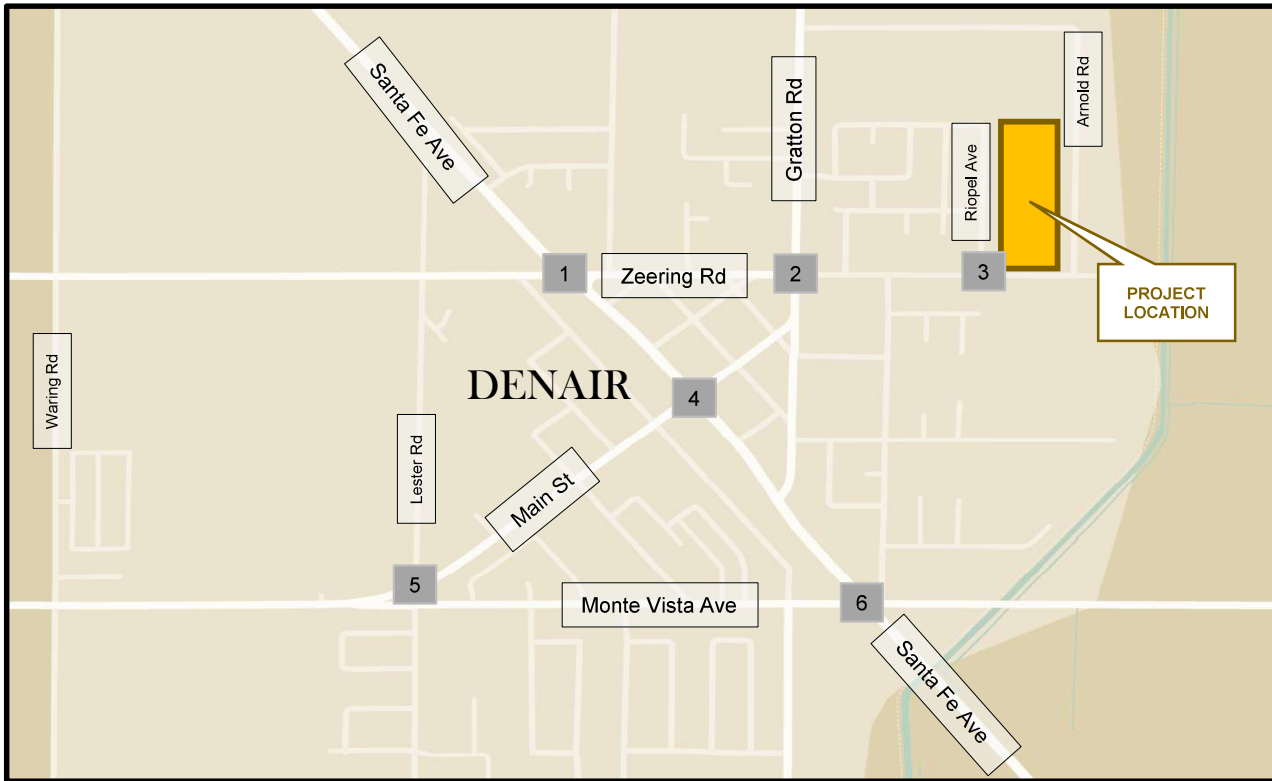 Santa Fe Ave
Gratton Rd
Arnold Rd
Riopel Ave
1
Zeering Rd
2
3
PROJECT
LOCATION
Waring Rd
DENAIR
4
Lester Rd
Main St
5
Monte Vista Ave
6
Santa Fe Ave